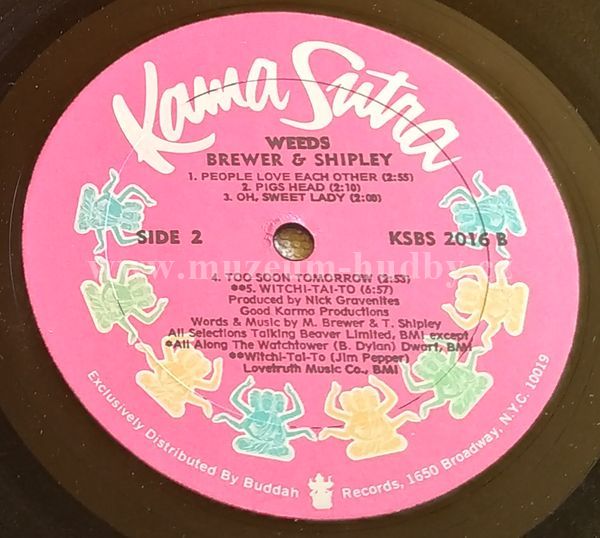 Kama Sutra
WEEDS
BREWER & SHIPLEY
1. PEOPLE LOVE EACH OTHER (2:55)
2. PIGS HEAD (2:10)
3. OH, SWEET LADY (2:00)
SIDE 2
KSBS 2016 B
www.muzeum-hudby.cz
4. TOO SOON TOMORROW (2:53)
**5. WITCHI-TAI-TO (6:57)
Produced by Nick Gravenites
Good Karma Productions
Words & Music by M. Brewer & T. Shipley
All Selections Talking Beaver Limited, BMI except
*All Along The Watchtower (B. Dylan) Dwarf, BMI
**Witchi-Tai-To (Jim Pepper)
Lovetruth Music Co., BMI
Exclusively Distributed By Buddah Records, 1650 Broadway, N.Y.C. 10019